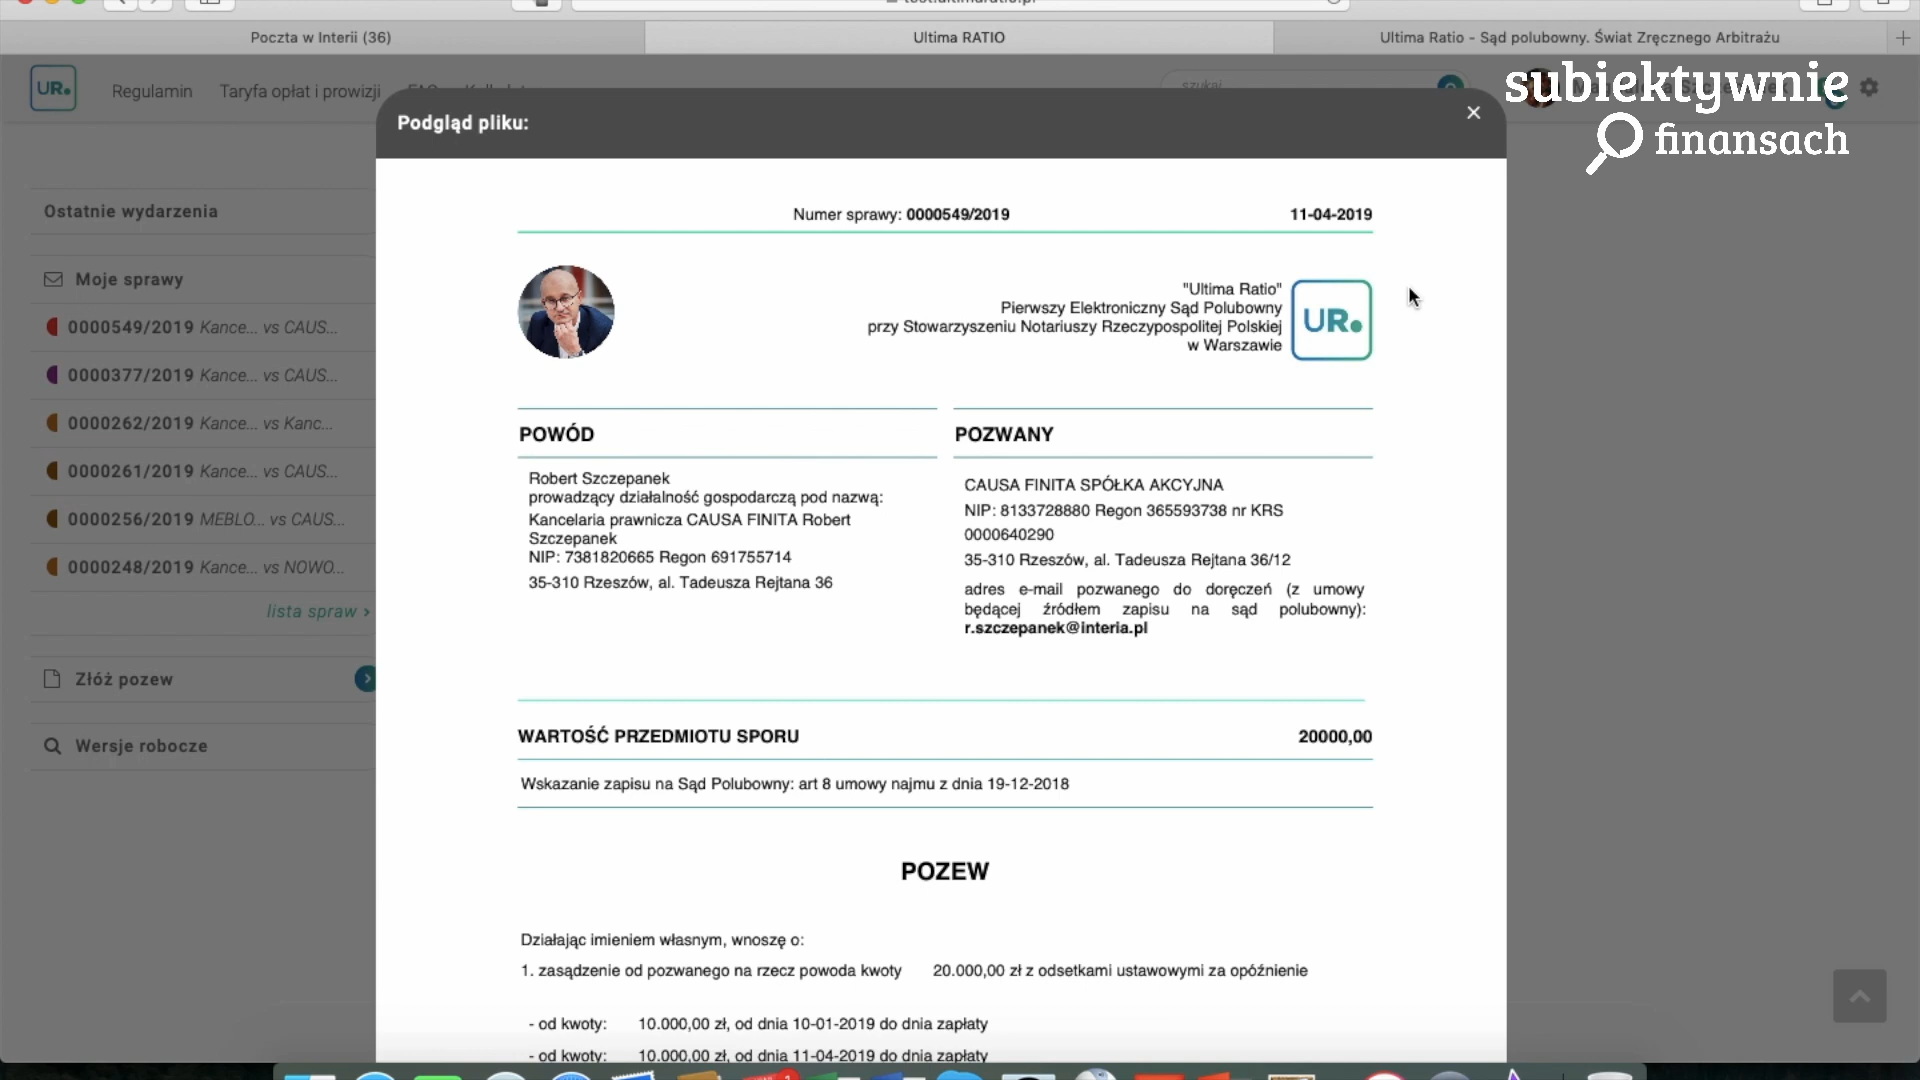 Poczta w Interii (36)
Ultima RATIO
Ultima Ratio - Sąd polubowny. Świat Zręcznego Arbitrażu
UR.
Regulamin
Taryfa opłat i prowizji
szukaj
subiektywnie
finansach
Podgląd pliku:
Ostatnie wydarzenia
Moje sprawy
0000549/2019 Kance... vs CAUS...
0000377/2019 Kance... vs CAUS...
0000262/2019 Kance... vs Kanc...
0000261/2019 Kance... vs CAUS...
0000256/2019 MEBLO... vs CAUS...
0000248/2019 Kance... vs NOWO...
lista spraw
Złóż pozew
Wersje robocze
Numer sprawy: 0000549/2019
11-04-2019
"Ultima Ratio"
Pierwszy Elektroniczny Sąd Polubowny
przy Stowarzyszeniu Notariuszy Rzeczypospolitej Polskiej
w Warszawie
UR.
POWÓD
Robert Szczepanek
prowadzący działalność gospodarczą pod nazwą:
Kancelaria prawnicza CAUSA FINITA Robert
Szczepanek
NIP: 7381820665 Regon 691755714
35-310 Rzeszów, al. Tadeusza Rejtana 36
POZWANY
CAUSA FINITA SPÓŁKA AKCYJNA
NIP: 8133728880 Regon 365593738 nr KRS
0000640290
35-310 Rzeszów, al. Tadeusza Rejtana 36/12
adres e-mail pozwanego do doręczeń (z umowy
będącej źródłem zapisu na sąd polubowny):
r.szczepanek@interia.pl
WARTOŚĆ PRZEDMIOTU SPORU
20000,00
Wskazanie zapisu na Sąd Polubowny: art 8 umowy najmu z dnia 19-12-2018
POZEW
Działając imieniem własnym, wnoszę o:
1. zasądzenie od pozwanego na rzecz powoda kwoty 20.000,00 zł z odsetkami ustawowymi za opóźnienie
- od kwoty: 10.000,00 zł, od dnia 10-01-2019 do dnia zapłaty
- od kwoty: 10.000,00 zł, od dnia 11-04-2019 do dnia zapłaty